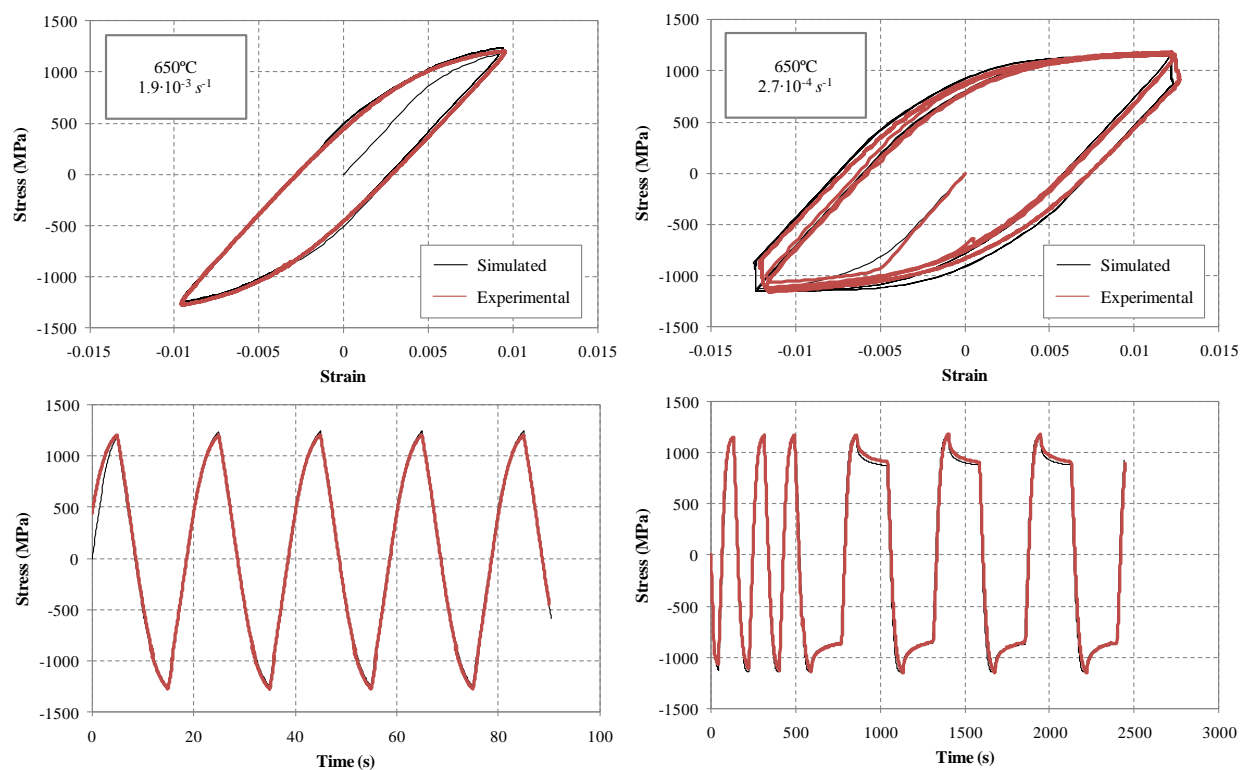 1500
1000
500
0
-500
-1000
-1500
Stress (MPa)
650ºC
1.9·10-3 s-1
Simulated
Experimental
-0.015 -0.01 -0.005 0 0.005 0.01 0.015
Strain
1500
1000
500
0
-500
-1000
-1500
Stress (MPa)
650ºC
2.7·10-4 s-1
Simulated
Experimental
-0.015 -0.01 -0.005 0 0.005 0.01 0.015
Strain
1500
1000
500
0
-500
-1000
-1500
Stress (MPa)
0 20 40 60 80 100
Time (s)
1500
1000
500
0
-500
-1000
-1500
Stress (MPa)
0 500 1000 1500 2000 2500 3000
Time (s)